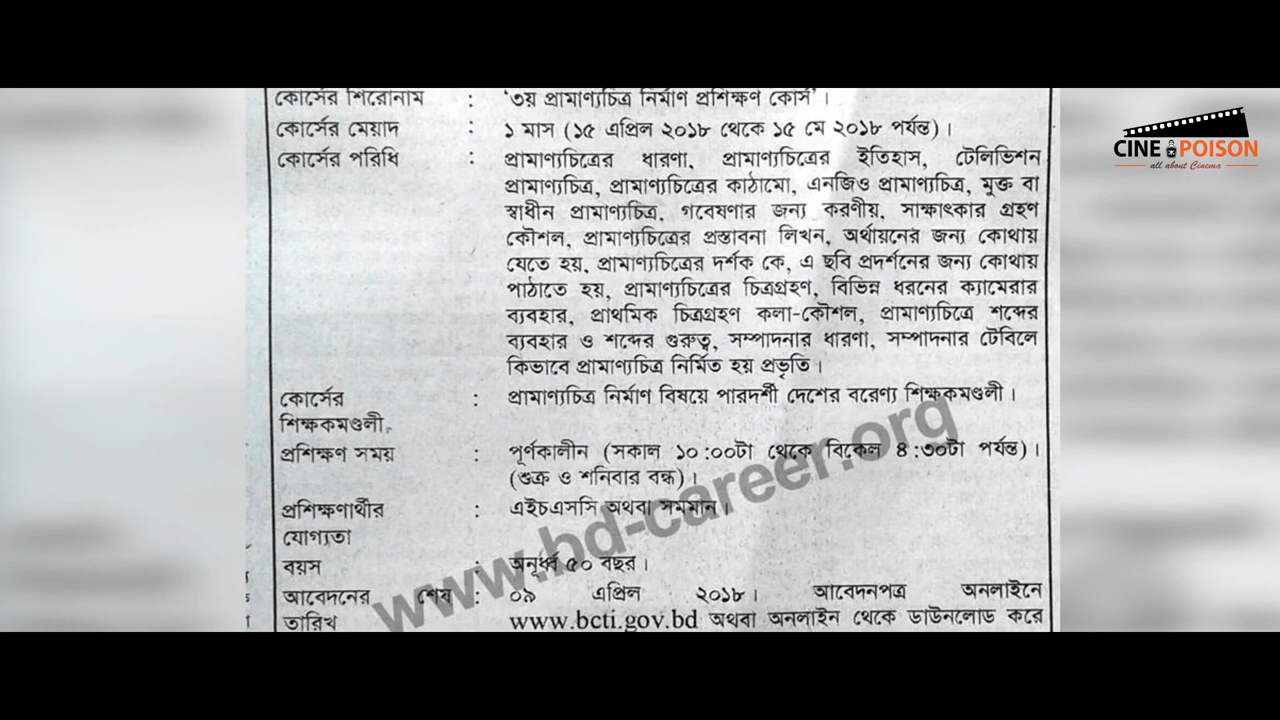 কোর্সের শিরোনাম : '৩য় প্রামাণ্যচিত্র নির্মাণ প্রশিক্ষণ কোর্স'।
কোর্সের মেয়াদ : ১ মাস (১৫ এপ্রিল ২০১৮ থেকে ১৫ মে ২০১৮ পর্যন্ত)।
কোর্সের পরিধি : প্রামাণ্যচিত্রের ধারণা, প্রামাণ্যচিত্রের ইতিহাস, টেলিভিশন
প্রামাণ্যচিত্র, প্রামাণ্যচিত্রের কাঠামো, এনজিও প্রামাণ্যচিত্র, মুক্ত বা
স্বাধীন প্রামাণ্যচিত্র, গবেষণার জন্য করণীয়, সাক্ষাৎকার গ্রহণ
কৌশল, প্রামাণ্যচিত্রের প্রস্তাবনা লিখন, অর্থায়নের জন্য কোথায়
যেতে হয়, প্রামাণ্যচিত্রের দর্শক কে, এ ছবি প্রদর্শনের জন্য কোথায়
পাঠাতে হয়, প্রামাণ্যচিত্রের চিত্রগ্রহণ, বিভিন্ন ধরনের ক্যামেরার
ব্যবহার, প্রাথমিক চিত্রগ্রহণ কলা-কৌশল, প্রামাণ্যচিত্রে শব্দের
ব্যবহার ও শব্দের গুরুত্ব, সম্পাদনার ধারণা, সম্পাদনার টেবিলে
কিভাবে প্রামাণ্যচিত্র নির্মিত হয় প্রভৃতি।
কোর্সের : প্রামাণ্যচিত্র নির্মাণ বিষয়ে পারদর্শী দেশের বরেণ্য শিক্ষকমণ্ডলী।
শিক্ষকমণ্ডলী
প্রশিক্ষণ সময় : পূর্ণকালীন (সকাল ১০:০০টা থেকে বিকেল ৪:৩০টা পর্যন্ত)।
(শুক্র ও শনিবার বন্ধ)।
প্রশিক্ষণার্থীর : এইচএসসি অথবা সমমান।
যোগ্যতা
বয়স : অনূর্ধ্ব ৫০ বছর।
আবেদনের শেষ : ০৯ এপ্রিল ২০১৮। আবেদনপত্র অনলাইনে
তারিখ www.bcti.gov.bd অথবা অনলাইন থেকে ডাউনলোড করে
www.bd-career.org
CINE POISON
all about Cinema